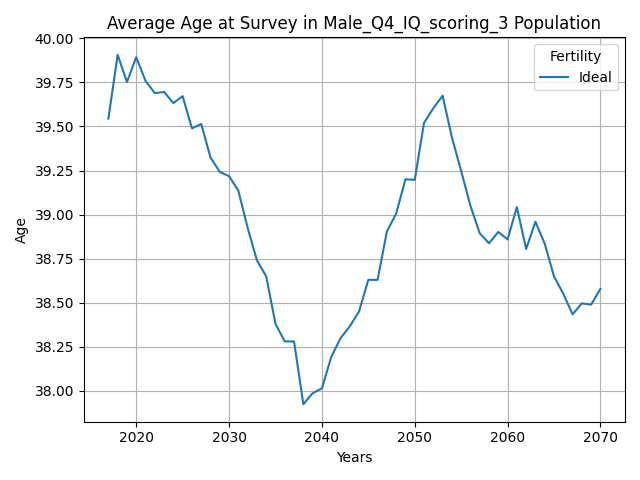 Average Age at Survey in Male_Q4_IQ_scoring_3 Population
Fertility
Ideal
Age
40.00
39.75
39.50
39.25
39.00
38.75
38.50
38.25
38.00
2020 2030 2040 2050 2060 2070
Years